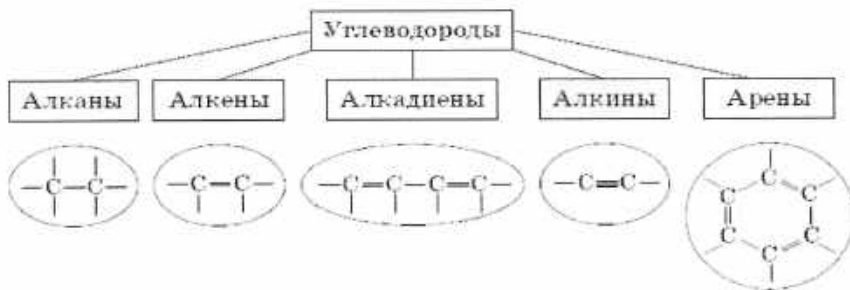 Углеводороды
Алканы Алкены Алкадиены Алкины Арены
–C–C– –C=C– –C=C–C=C– –C≡C– C
C C
C C
C